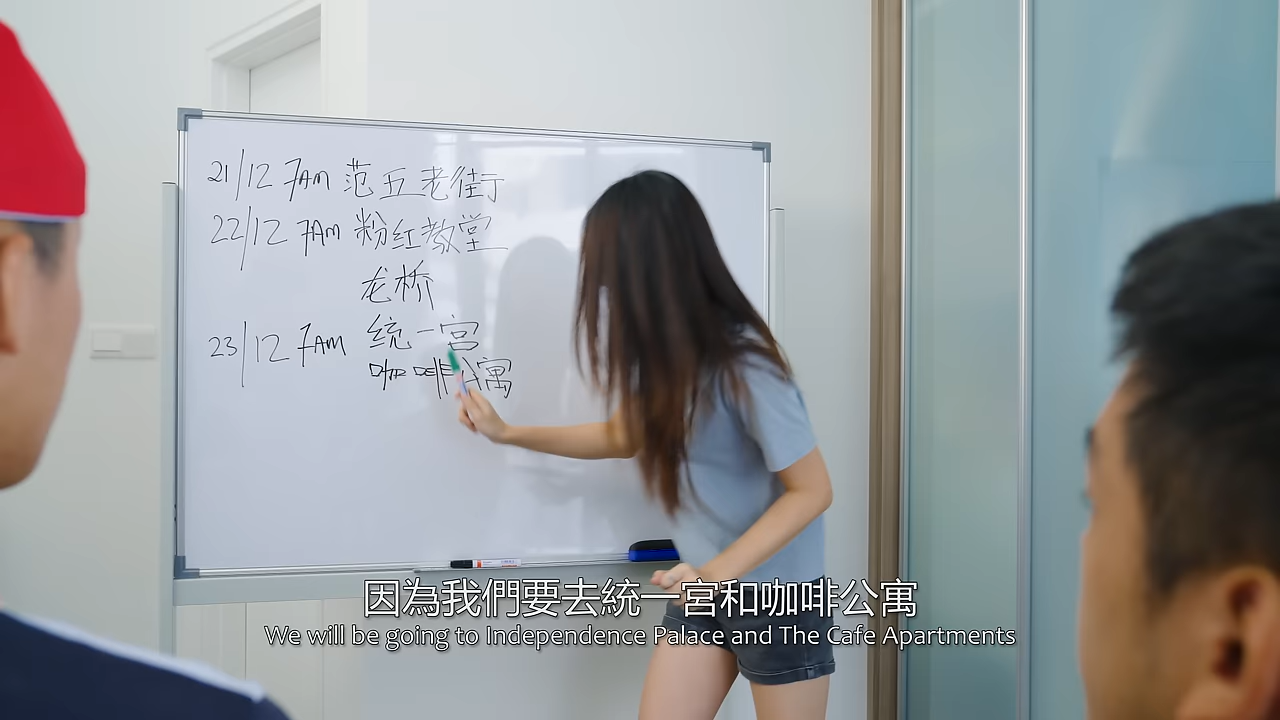 21/12 7AM 范五老街
22/12 7AM 粉红教堂
龙桥
23/12 7AM 统一宫
咖啡公寓
因為我們要去統一宮和咖啡公寓
We will be going to Independence Palace and The Cafe Apartments